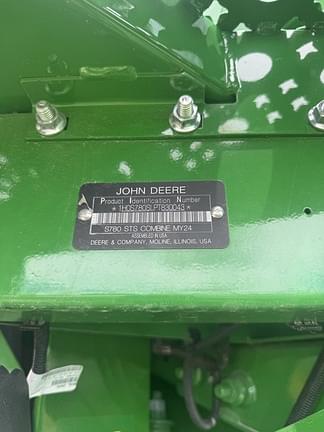 JOHN DEERE
Product Identification Number
*1H0S780SLPT830043*
S780 STS COMBINE MY24
ASSEMBLED IN USA
DEERE & COMPANY, MOLINE, ILLINOIS, USA